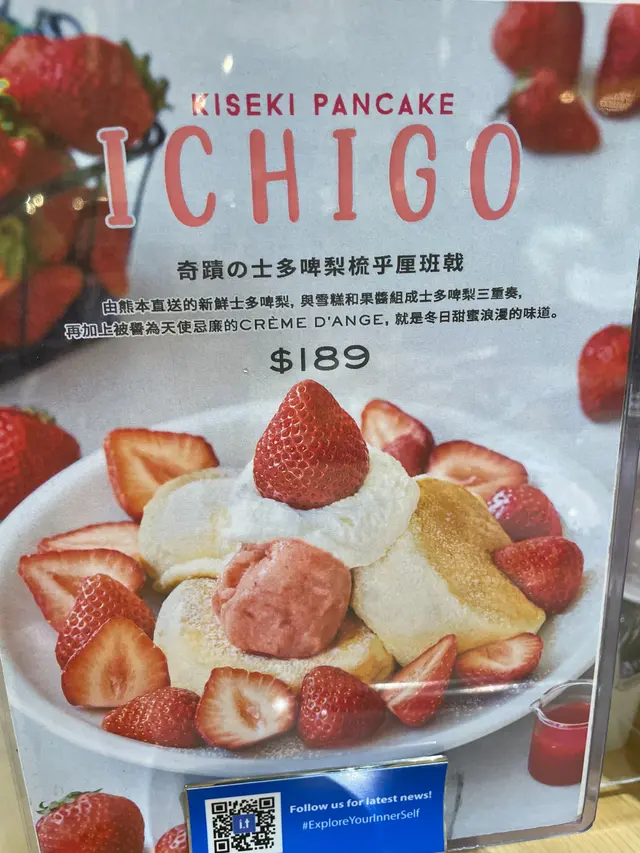 KISEKI PANCAKE
ICHIGO
奇蹟の士多啤梨梳乎厘班戟
由熊本直送的新鮮士多啤梨, 與雪糕和果醬組成士多啤梨三重奏,
再加上被譽為天使忌廉的CRÈME D'ANGE, 就是冬日甜蜜浪漫的味道。
$189
Follow us for latest news!
i.t
#ExploreYourInnerSelf